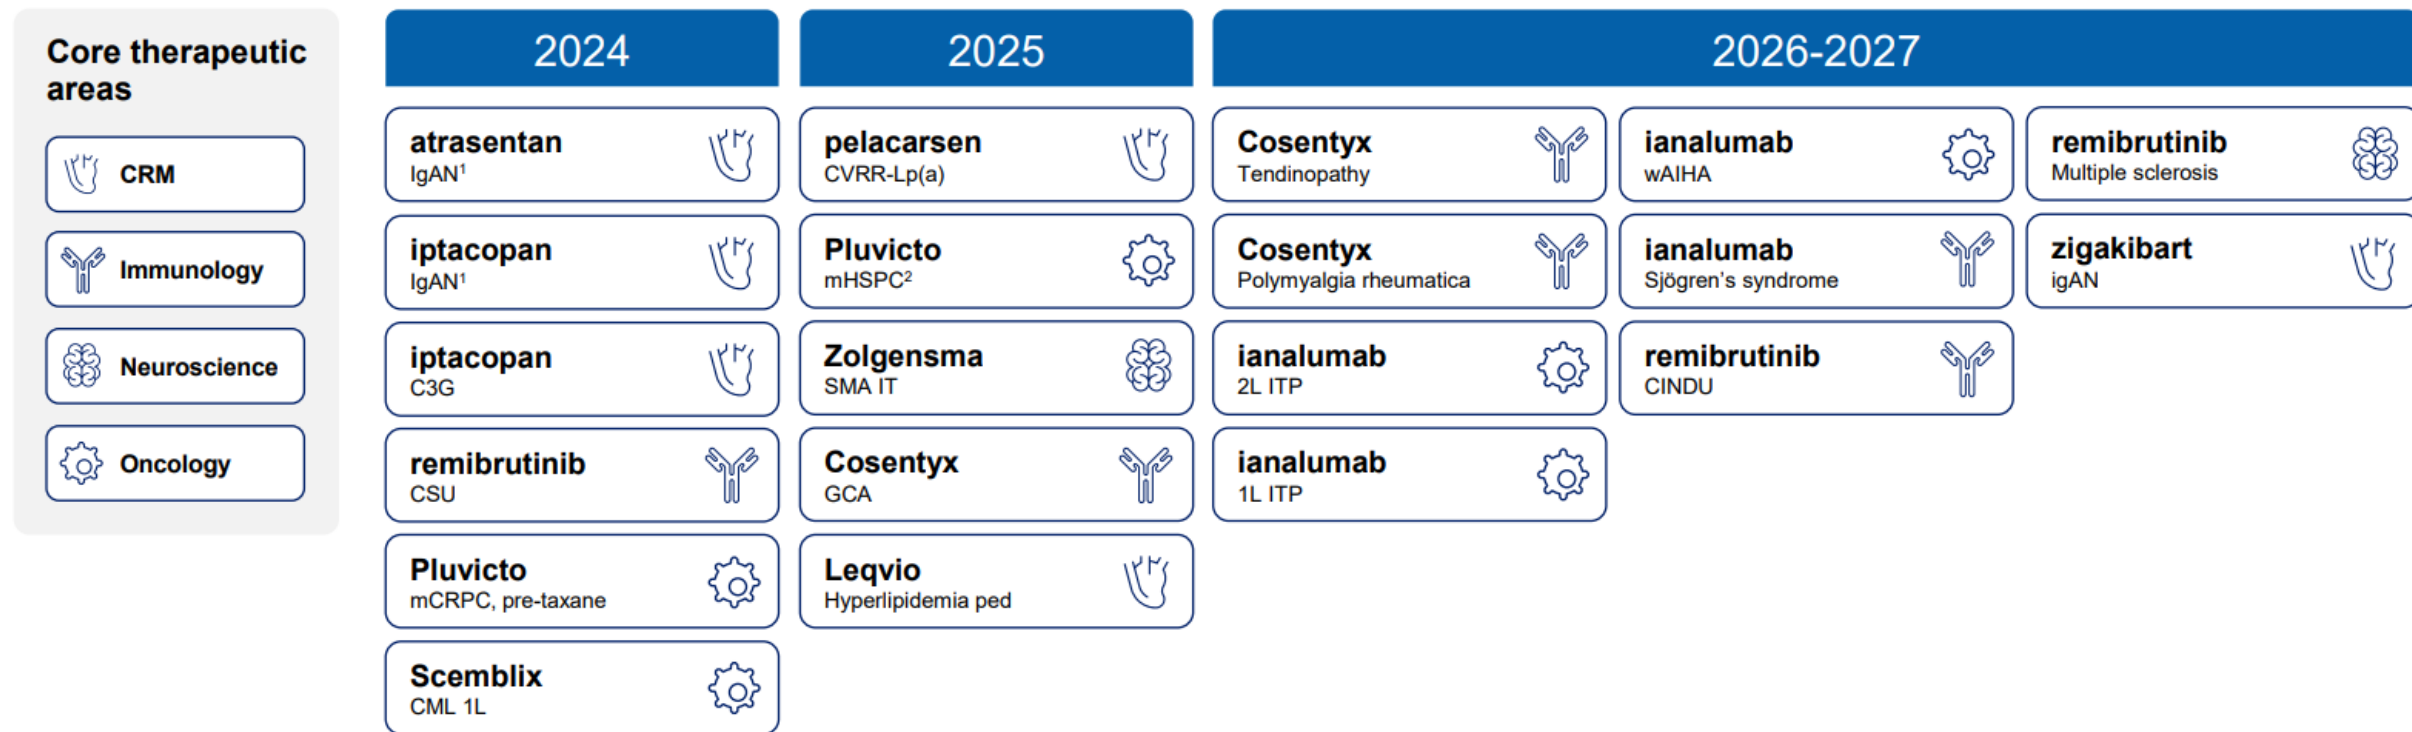 Core therapeutic
areas
CRM
Immunology
Neuroscience
Oncology
2024
atrasentan
IgAN¹
iptacopan
IgAN¹
iptacopan
C3G
remibrutinib
CSU
Pluvicto
mCRPC, pre-taxane
Scemblix
CML 1L
2025
pelacarsen
CVRR-Lp(a)
Pluvicto
mHSPC²
Zolgensma
SMA IT
Cosentyx
GCA
Leqvio
Hyperlipidemia ped
2026-2027
Cosentyx
Tendinopathy
Cosentyx
Polymyalgia rheumatica
ianalumab
2L ITP
ianalumab
1L ITP
ianalumab
wAIHA
ianalumab
Sjögren’s syndrome
remibrutinib
CINDU
remibrutinib
Multiple sclerosis
zigakibart
igAN